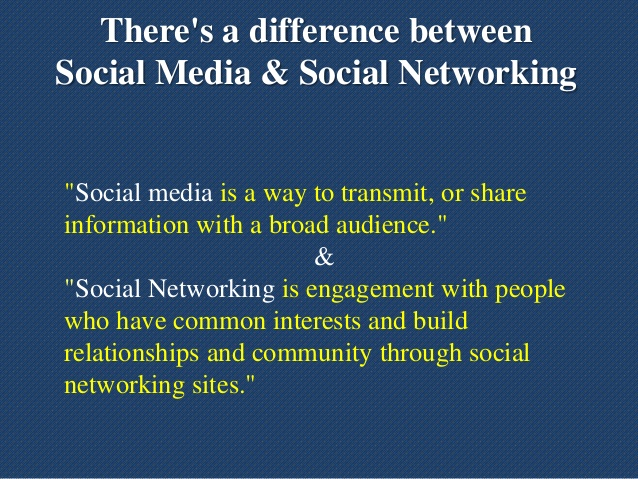 There's a difference between
Social Media & Social Networking
"Social media is a way to transmit, or share
information with a broad audience."
&
"Social Networking is engagement with people
who have common interests and build
relationships and community through social
networking sites."